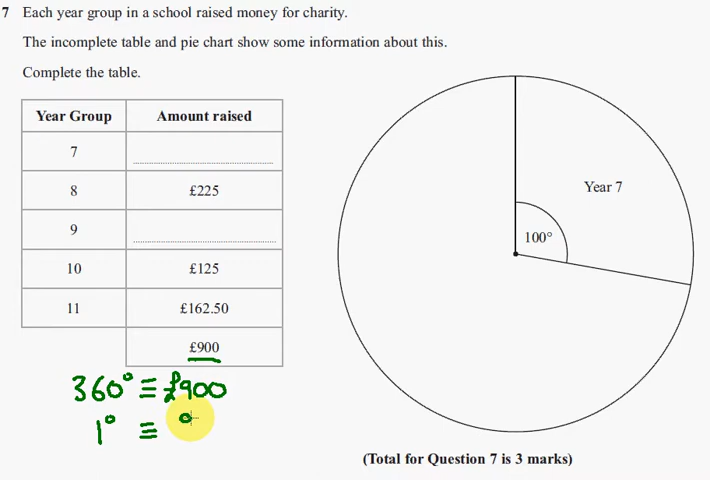 7 Each year group in a school raised money for charity.
The incomplete table and pie chart show some information about this.
Complete the table.
Year Group Amount raised
7
8 £225
9
10 £125
11 £162.50
£900
Year 7
100°
360° ≡ £900
1° ≡
(Total for Question 7 is 3 marks)